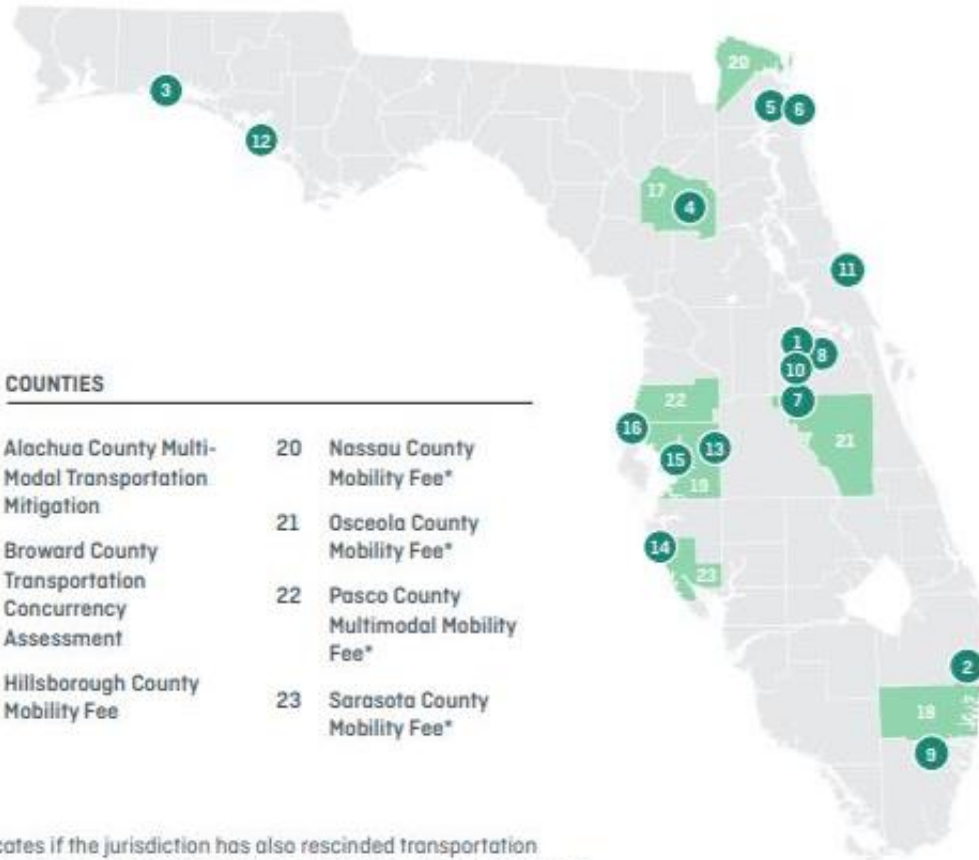 COUNTIES
Alachua County Multi-
Modal Transportation
Mitigation
Broward County
Transportation
Concurrency
Assessment
Hillsborough County
Mobility Fee
20 Nassau County
Mobility Fee*
21 Osceola County
Mobility Fee*
22 Pasco County
Multimodal Mobility
Fee*
23 Sarasota County
Mobility Fee*
20
3
5
6
12
17
4
11
1
8
10
7
22
16
21
15
13
19
14
23
2
18
9
cates if the jurisdiction has also rescinded transportation